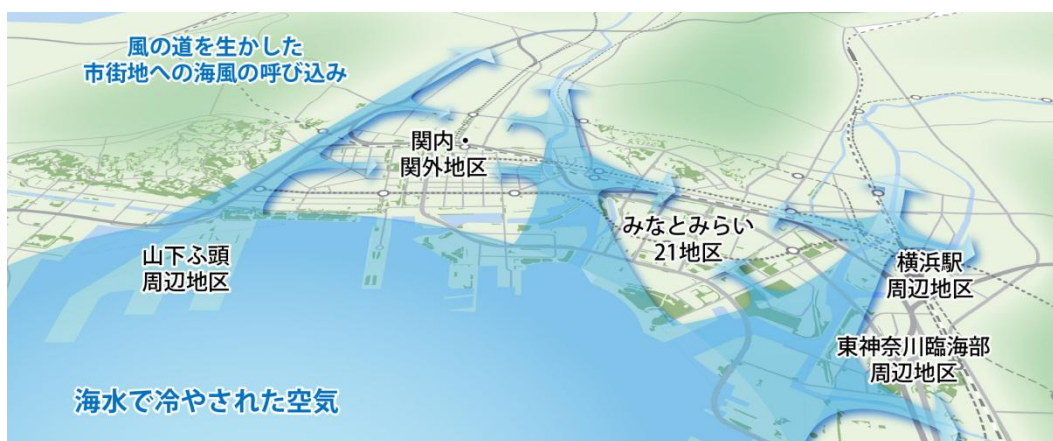 風の道を生かした
市街地への海風の呼び込み
関内・
関外地区
みなとみらい
21地区
山下ふ頭
周辺地区
横浜駅
周辺地区
東神奈川臨海部
周辺地区
海水で冷やされた空気